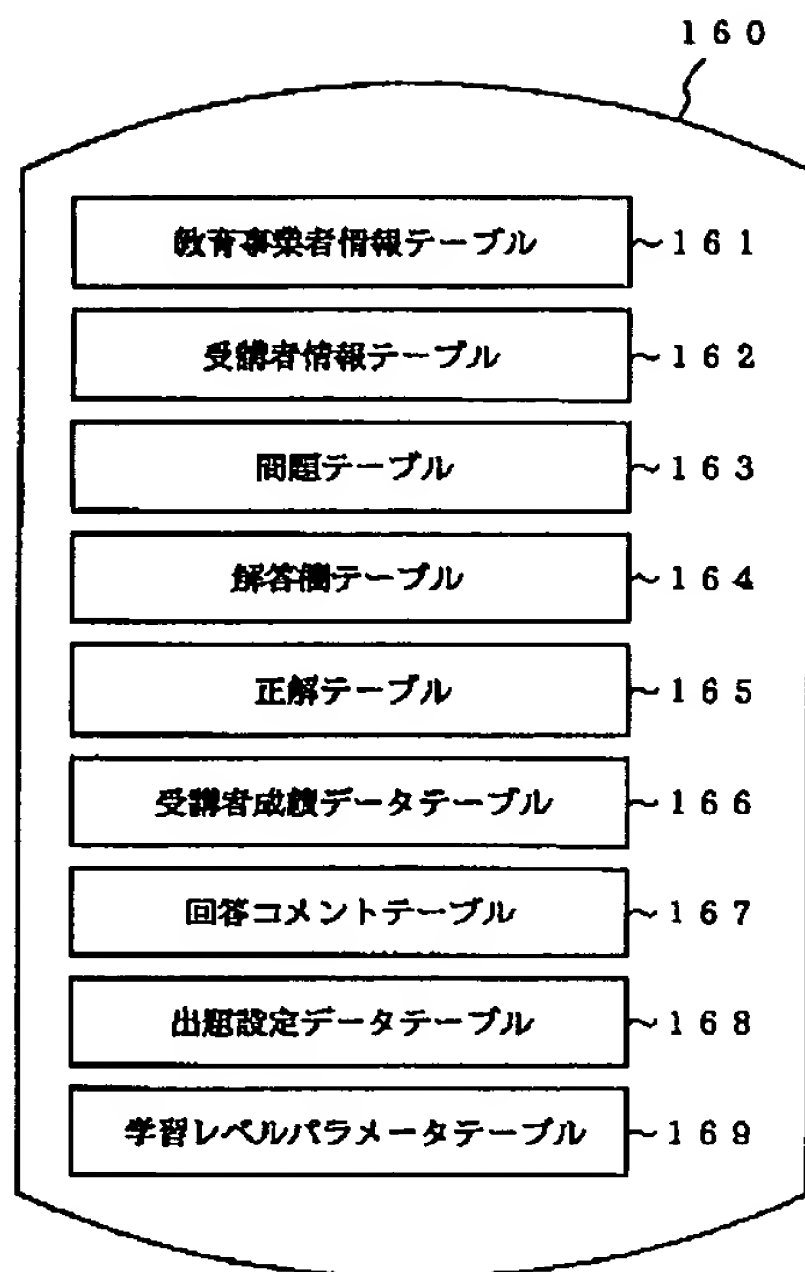 160
教育事業者情報テーブル ~161
受講者情報テーブル ~162
問題テーブル ~163
解答欄テーブル ~164
正解テーブル ~165
受講者成績データテーブル ~166
回答コメントテーブル ~167
出題設定データテーブル ~168
学習レベルパラメータテーブル ~169